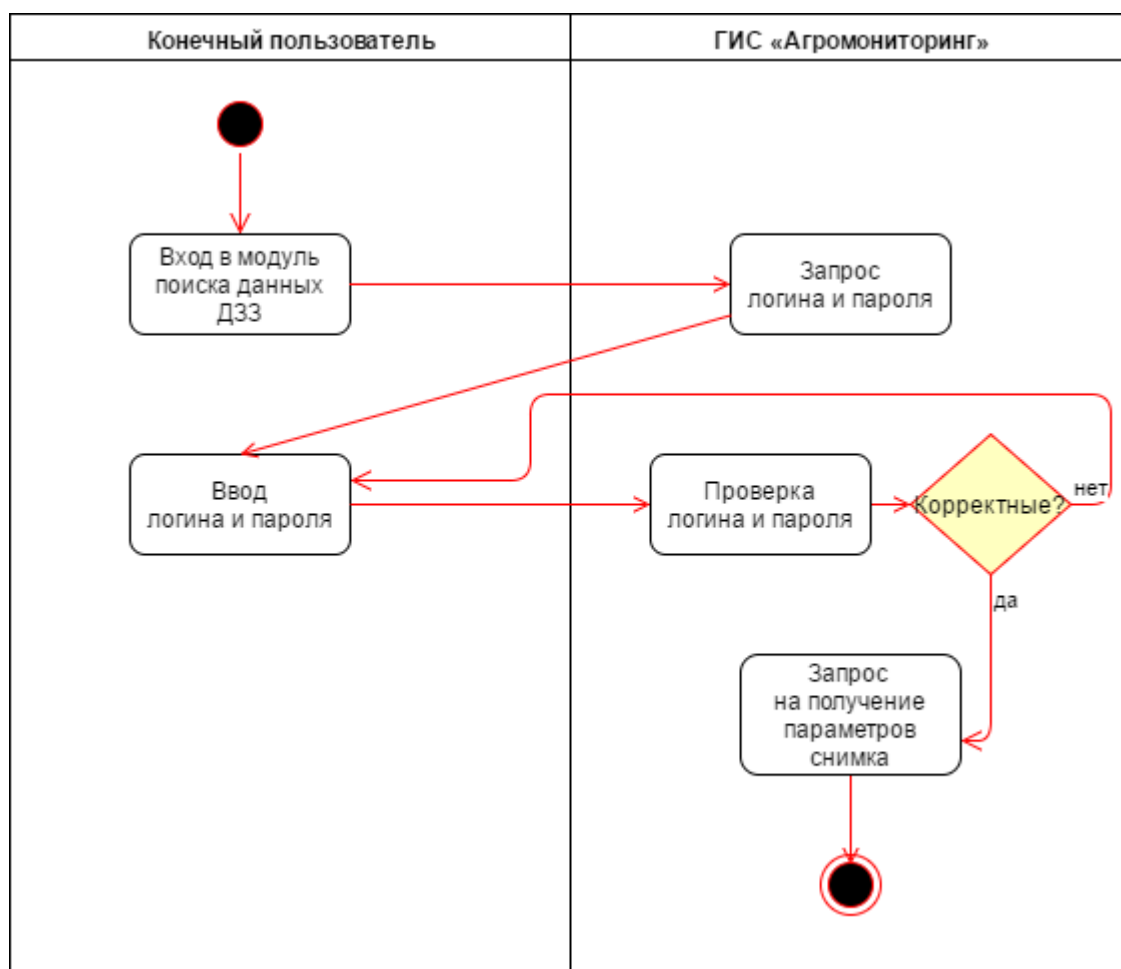 Конечный пользователь
ГИС «Агромониторинг»
Вход в модуль
поиска данных
ДЗЗ
Запрос
логина и пароля
Ввод
логина и пароля
Проверка
логина и пароля
Корректные?
нет
да
Запрос
на получение
параметров
снимка